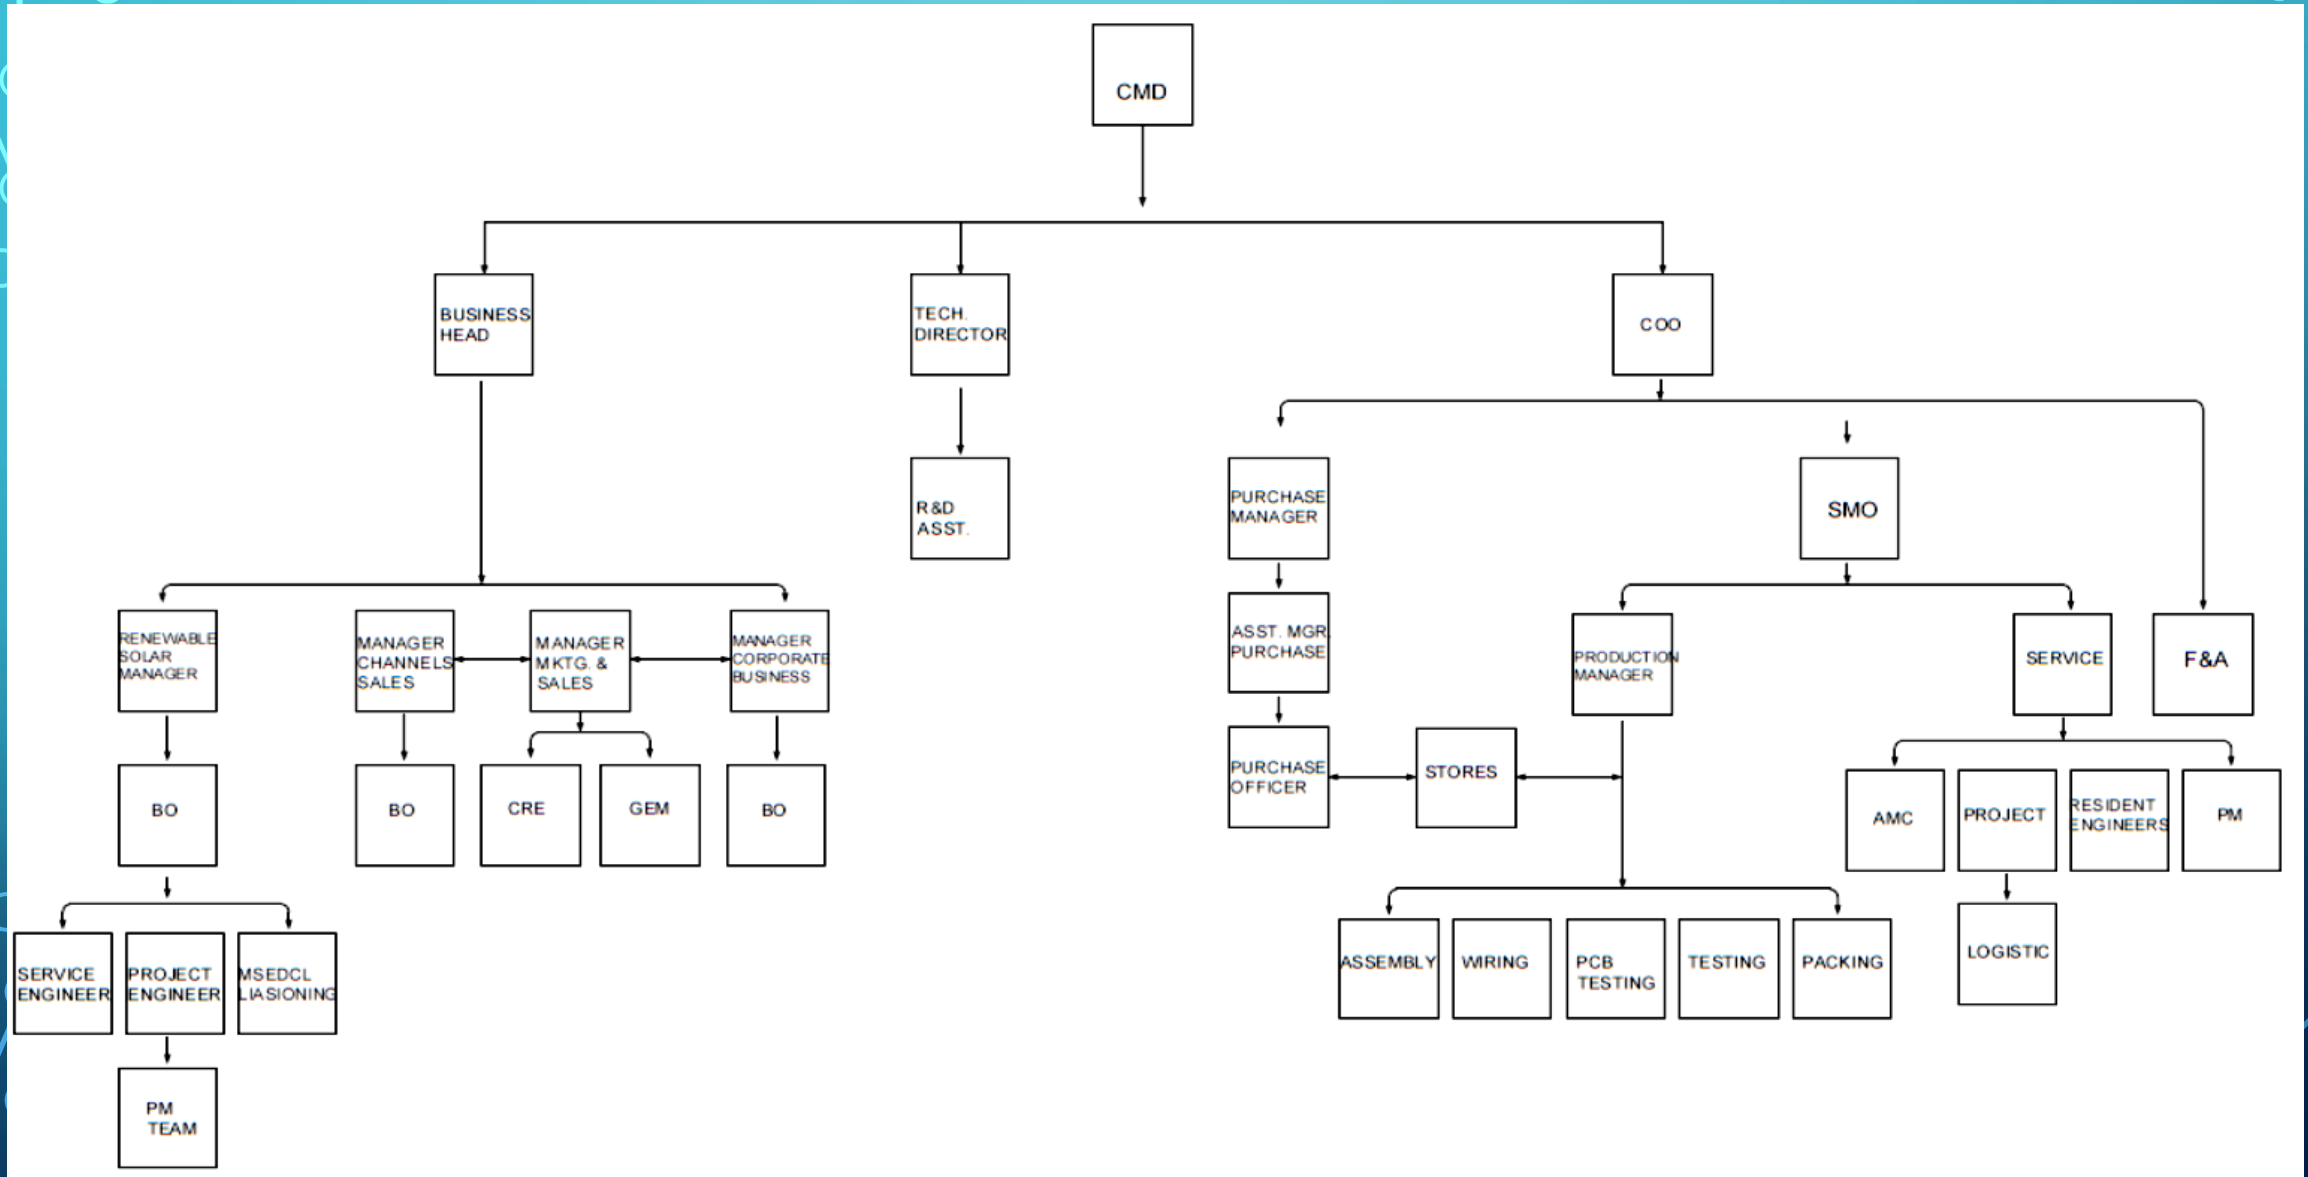 CMD
BUSINESS
HEAD
TECH.
DIRECTOR
COO
R&D
ASST.
PURCHASE
MANAGER
SMO
RENEWABLE
SOLAR
MANAGER
MANAGER
CHANNELS
SALES
MANAGER
MKTG. &
SALES
MANAGER
CORPORATE
BUSINESS
ASST. MGR.
PURCHASE
PRODUCTION
MANAGER
SERVICE
F&A
BO
BO
CRE
GEM
BO
PURCHASE
OFFICER
STORES
AMC
PROJECT
RESIDENT
ENGINEERS
PM
SERVICE
ENGINEER
PROJECT
ENGINEER
MSEDCL
LIASIONING
ASSEMBLY
WIRING
PCB
TESTING
TESTING
PACKING
LOGISTIC
PM
TEAM